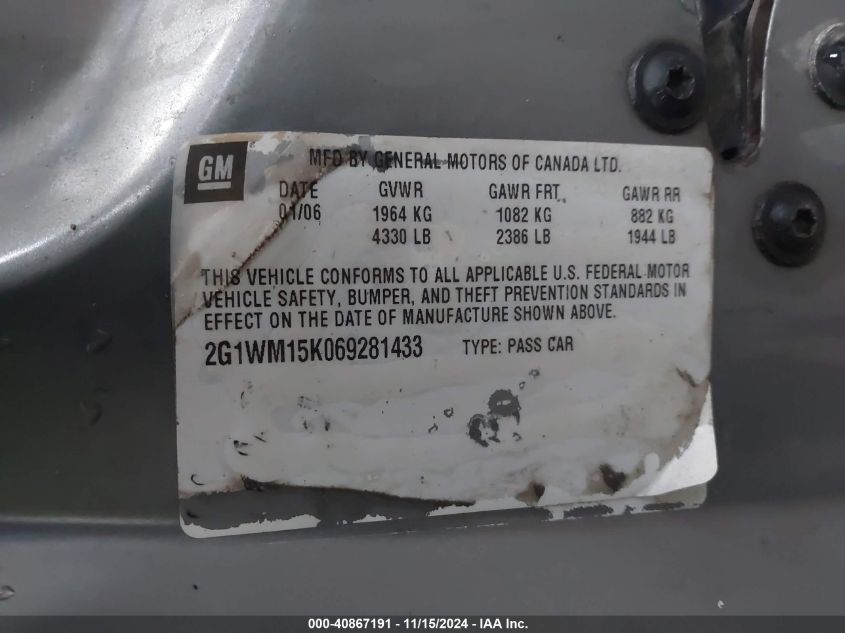 GM
MFD BY GENERAL MOTORS OF CANADA LTD.
DATE GVWR GAWR FRT. GAWR RR
01/06 1964 KG 1082 KG 882 KG
4330 LB 2386 LB 1944 LB
THIS VEHICLE CONFORMS TO ALL APPLICABLE U.S. FEDERAL MOTOR
VEHICLE SAFETY, BUMPER, AND THEFT PREVENTION STANDARDS IN
EFFECT ON THE DATE OF MANUFACTURE SHOWN ABOVE.
2G1WM15K069281433 TYPE: PASS CAR
000-40867191 - 11/15/2024 - IAA Inc.